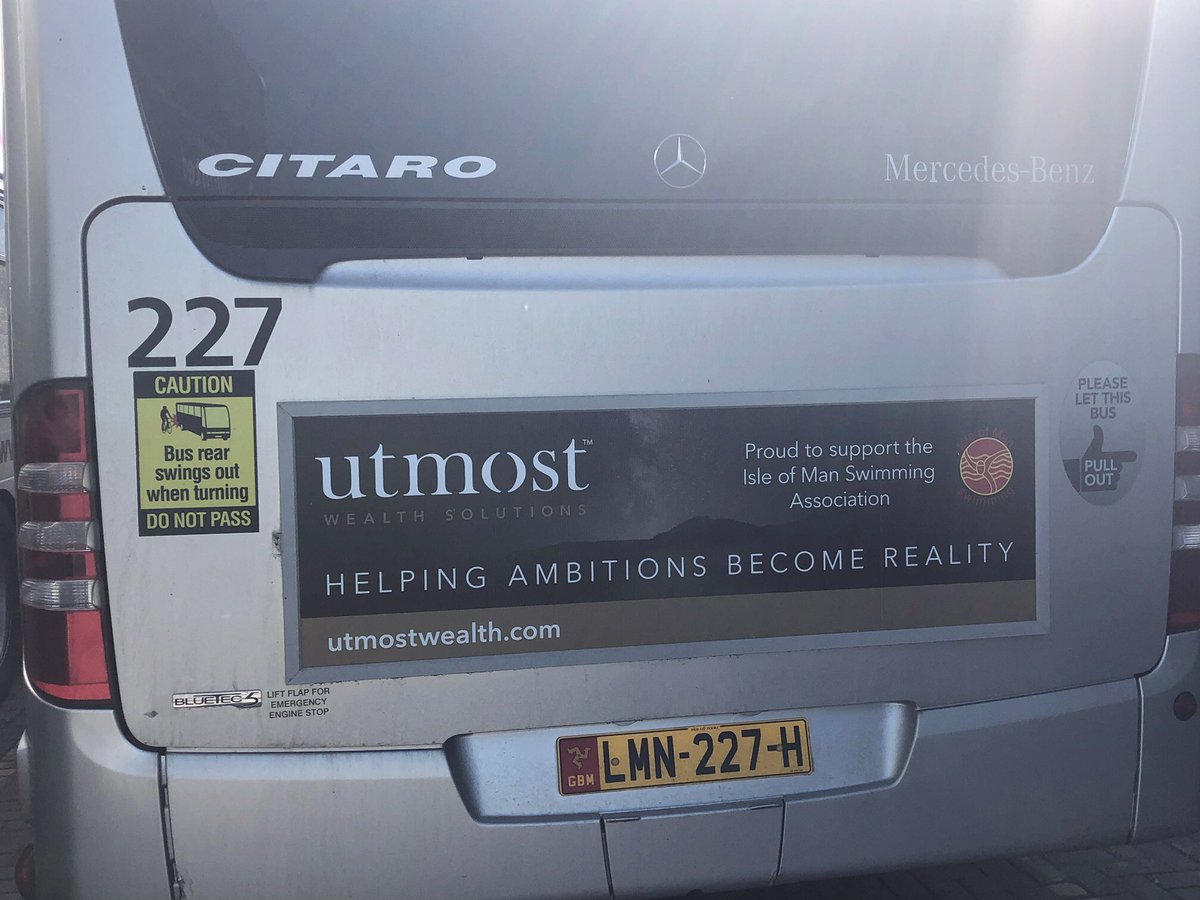 CITARO
Mercedes-Benz
227
CAUTION
Bus rear
swings out
when turning
DO NOT PASS
utmost™
WEALTH SOLUTIONS
Proud to support the
Isle of Man Swimming
Association
HELPING AMBITIONS BECOME REALITY
utmostwealth.com
PLEASE
LET THIS
BUS
PULL
OUT
BLUETEC 5
LIFT FLAP FOR
EMERGENCY
ENGINE STOP
GBM
LMN-227-H